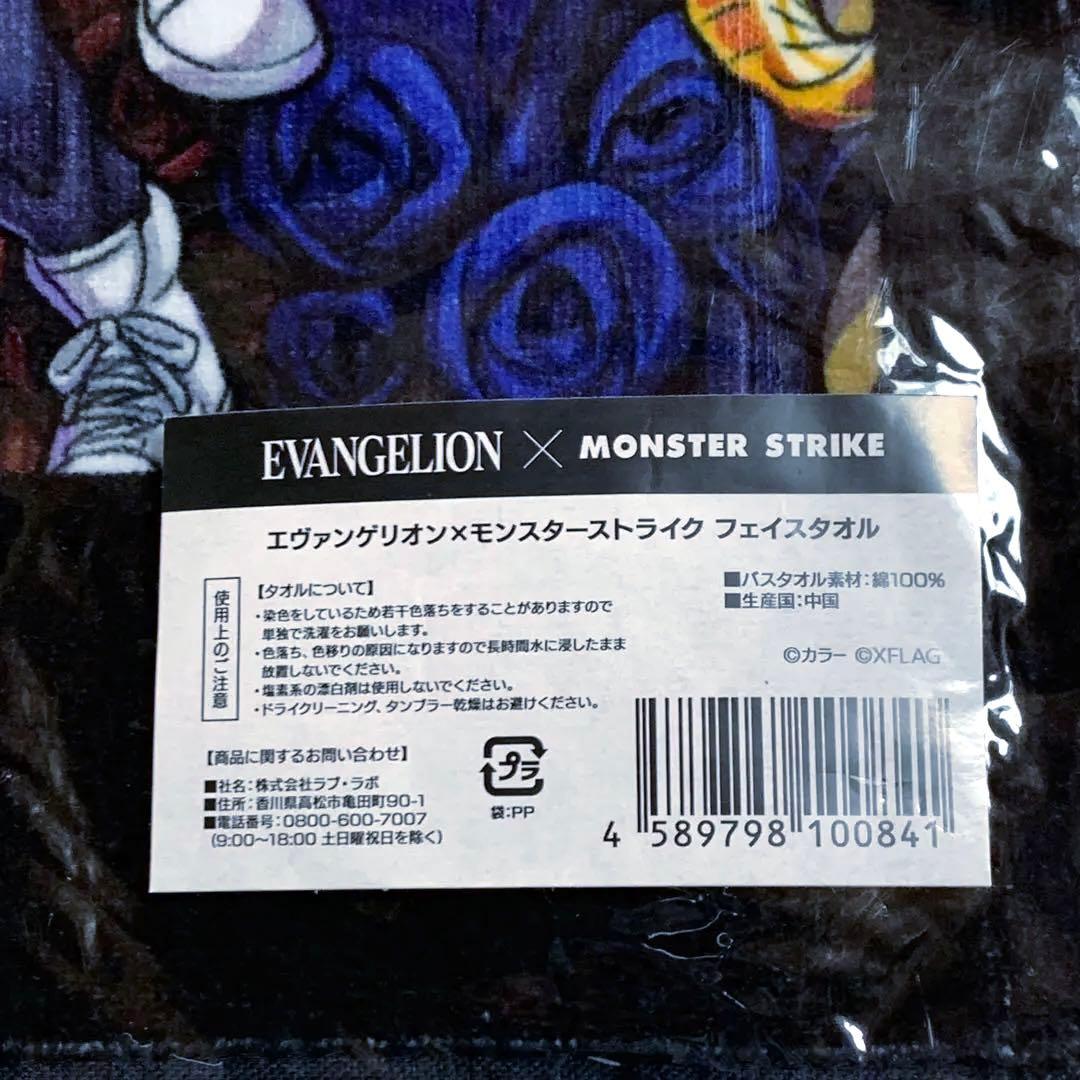 EVANGELION × MONSTER STRIKE
エヴァンゲリオン×モンスターストライク フェイスタオル
使用上のご注意
【タオルについて】
・染色をしているため若干色落ちをすることがありますので
単独で洗濯をお願いします。
・色落ち、色移りの原因になりますので長時間水に浸したまま
放置しないでください。
・塩素系の漂白剤は使用しないでください。
・ドライクリーニング、タンブラー乾燥はお避けください。
■バスタオル素材：綿100%
■生産国：中国
©カラー ©XFLAG
【商品に関するお問い合わせ】
■社名：株式会社ラブ・ラボ
■住所：香川県高松市亀田町90-1
■電話番号：0800-600-7007
(9:00〜18:00 土日曜祝日を除く)
プラ
袋：PP
4 589798 100841